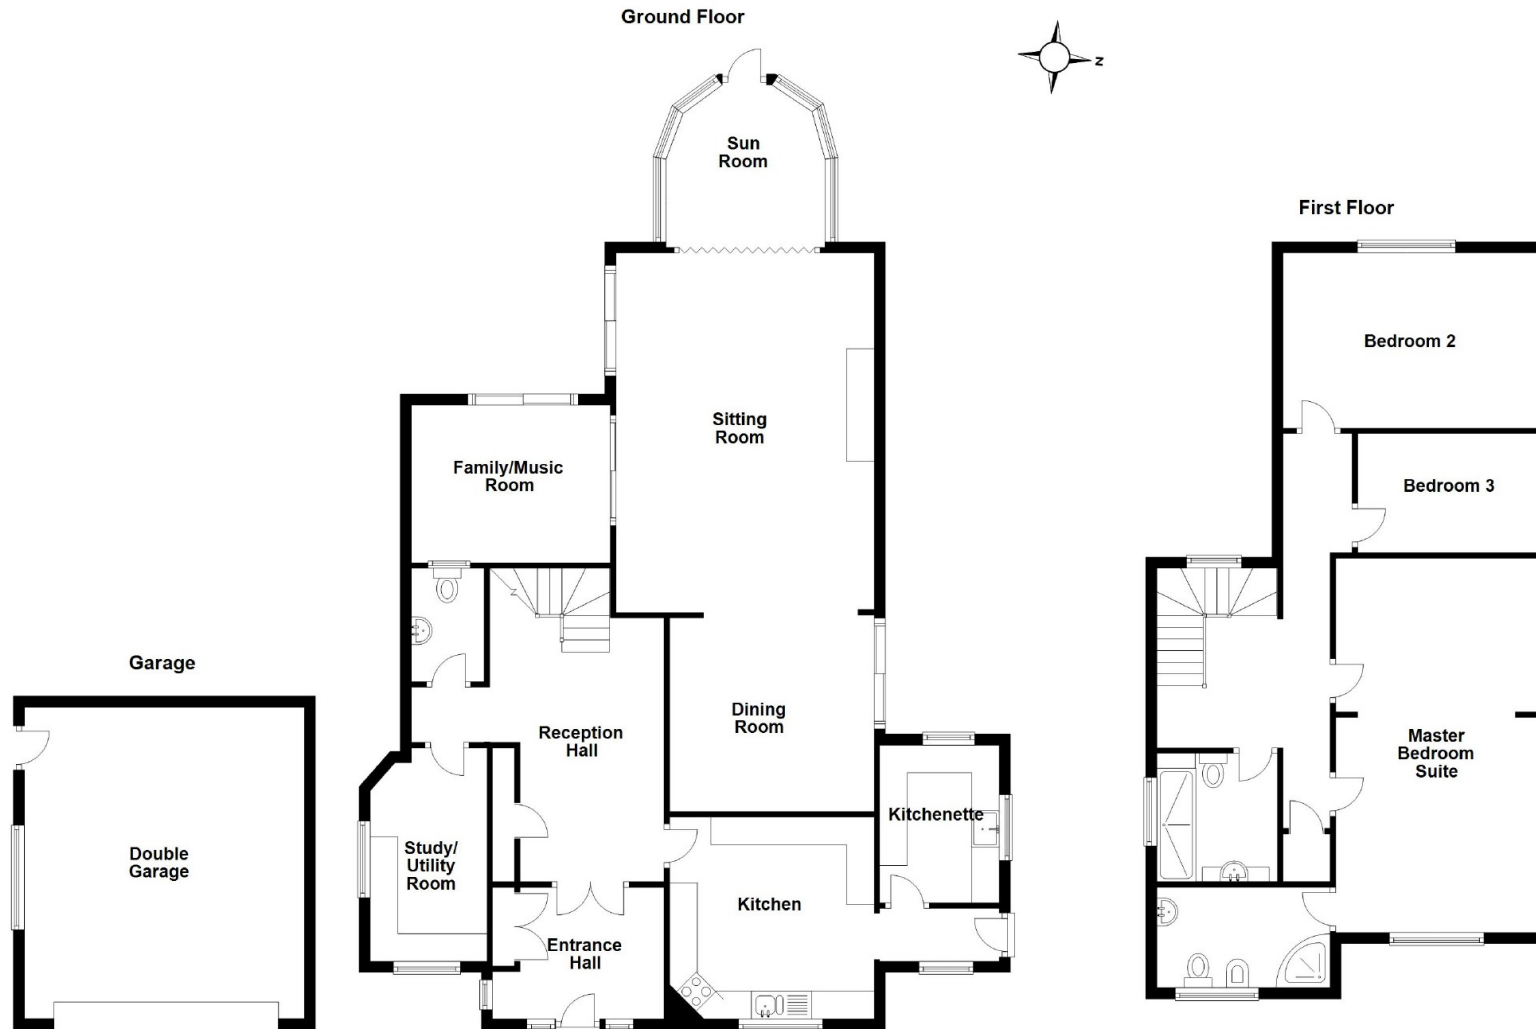 Ground Floor
Z
Sun
Room
First Floor
Bedroom 2
Sitting
Room
Family/Music
Room
Bedroom 3
Garage
Dining
Room
Reception
Hall
Master
Bedroom
Suite
Kitchenette
Double
Garage
Study/
Utility
Room
Kitchen
Entrance
Hall